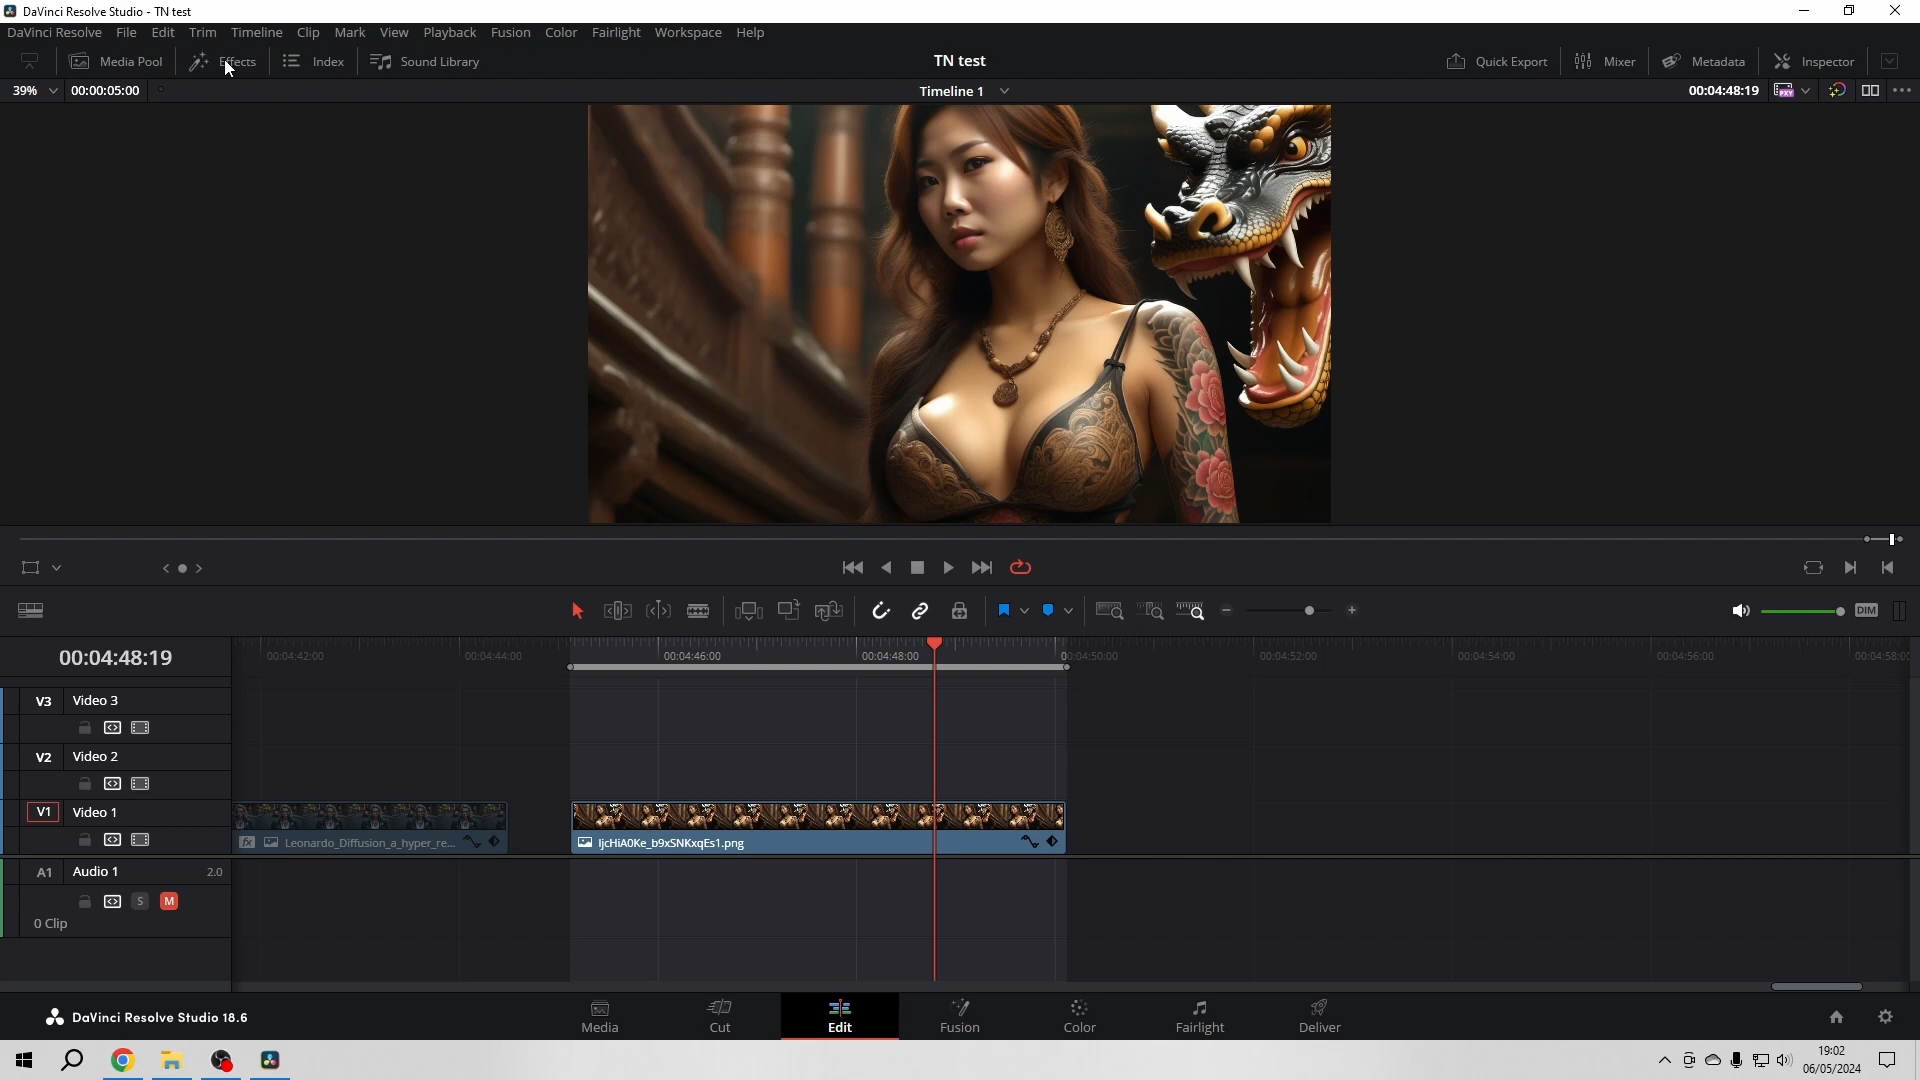 DaVinci Resolve Studio - TN test
DaVinci Resolve File Edit Trim Timeline Clip Mark View Playback Fusion Color Fairlight Workspace Help
Media Pool Effects Index Sound Library TN test Quick Export Mixer Metadata Inspector
39% 00:00:05:00 Timeline 1 00:04:48:19 PXY
DIM
00:04:48:19 00:04:42:00 00:04:44:00 00:04:46:00 00:04:48:00 00:04:50:00 00:04:52:00 00:04:54:00 00:04:56:00 00:04:58:0
V3 Video 3
V2 Video 2
V1 Video 1
fx Leonardo_Diffusion_a_hyper_re... IjcHiA0Ke_b9xSNKxqEs1.png
A1 Audio 1 2.0
S M
0 Clip
DaVinci Resolve Studio 18.6 Media Cut Edit Fusion Color Fairlight Deliver
19:02
06/05/2024